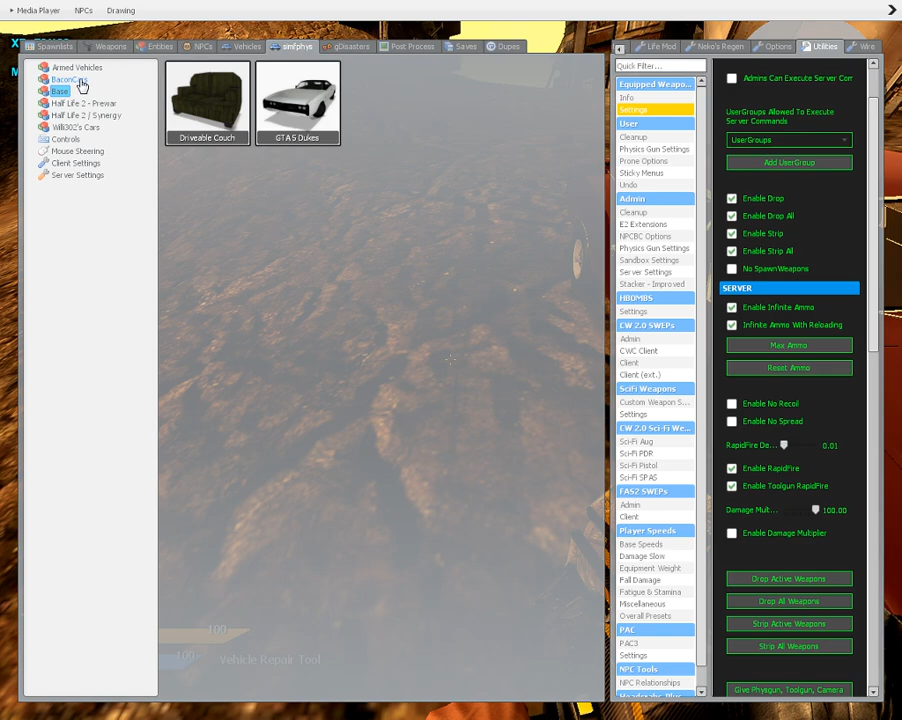 Media Player NPCs Drawing
Spawnlists Weapons Entities NPCs Vehicles simfphys gDisasters Post Process Saves Dupes
Life Mod Neko's Regen Options Utilities Wire
Armed Vehicles
Base
Half Life 2 - Prewar
Half Life 2 / Synergy
Willi302's Cars
Controls
Mouse Steering
Client Settings
Server Settings
Driveable Couch
GTA 5 Dukes
100
100
Vehicle Repair Tool
Quick Filter...
Equipped Weapo...
Info
Settings
User
Cleanup
Physics Gun Settings
Prone Options
Sticky Menus
Undo
Admin
Cleanup
E2 Extensions
NPCBC Options
Physics Gun Settings
Sandbox Settings
Server Settings
Stacker - Improved
HBOMBS
Settings
CW 2.0 SWEPs
Admin
CWC Client
Client
Client (ext.)
SciFi Weapons
Custom Weapon S...
Settings
CW 2.0 Sci-Fi We...
Sci-Fi Aug
Sci-Fi PDR
Sci-Fi Pistol
Sci-Fi SPAS
FAS2 SWEPs
Admin
Client
Player Speeds
Base Speeds
Damage Slow
Equipment Weight
Fall Damage
Fatigue & Stamina
Miscellaneous
Overall Presets
PAC
PAC3
Settings
NPC Tools
NPC Relationships
Admins Can Execute Server Com
UserGroups Allowed To Execute
Server Commands
UserGroups
Add UserGroup
Enable Drop
Enable Drop All
Enable Strip
Enable Strip All
No SpawnWeapons
SERVER
Enable Infinite Ammo
Infinite Ammo With Reloading
Max Ammo
Reset Ammo
Enable No Recoil
Enable No Spread
RapidFire De... 0.01
Enable RapidFire
Enable Toolgun RapidFire
Damage Mult... 100.00
Enable Damage Multiplier
Drop Active Weapons
Drop All Weapons
Strip Active Weapons
Strip All Weapons
Give Physgun, Toolgun, Camera